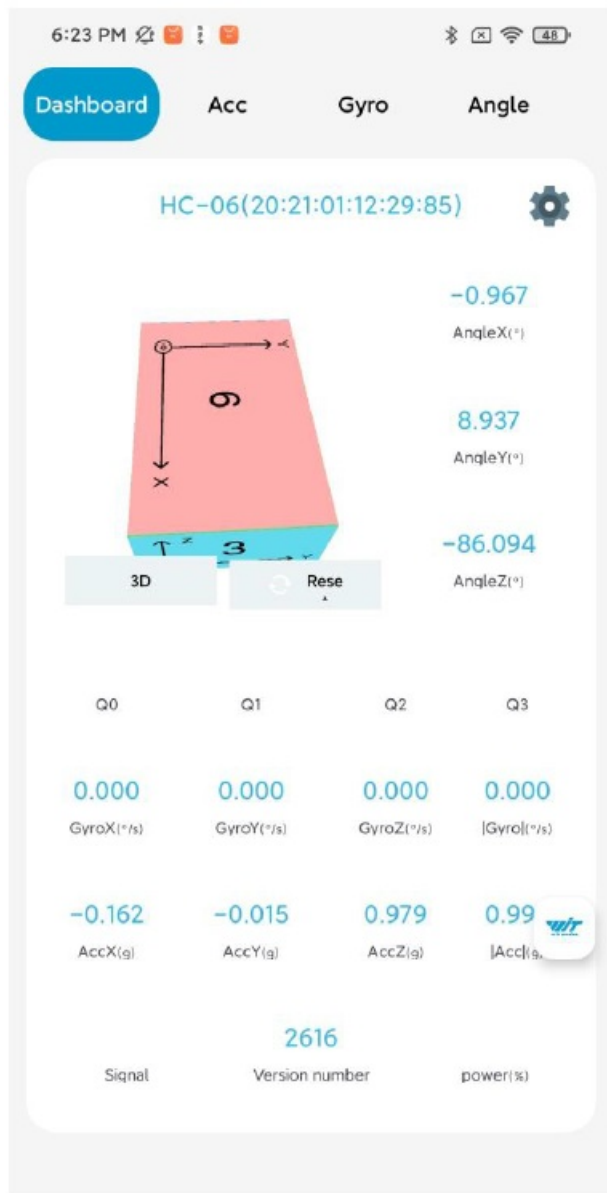 6:23 PM 48
Dashboard Acc Gyro Angle
HC-06(20:21:01:12:29:85)
-0.967
AngleX(°)
Y
6
8.937
AngleY(°)
X
Z 3 Y
-86.094
3D Rese AngleZ(°)
Q0 Q1 Q2 Q3
0.000 0.000 0.000 0.000
GyroX(°/s) GyroY(°/s) GyroZ(°/s) |Gyro|(°/s)
-0.162 -0.015 0.979 0.99
WIT
AccX(g) AccY(g) AccZ(g) |Acc|(g)
2616
Signal Version number power(%)